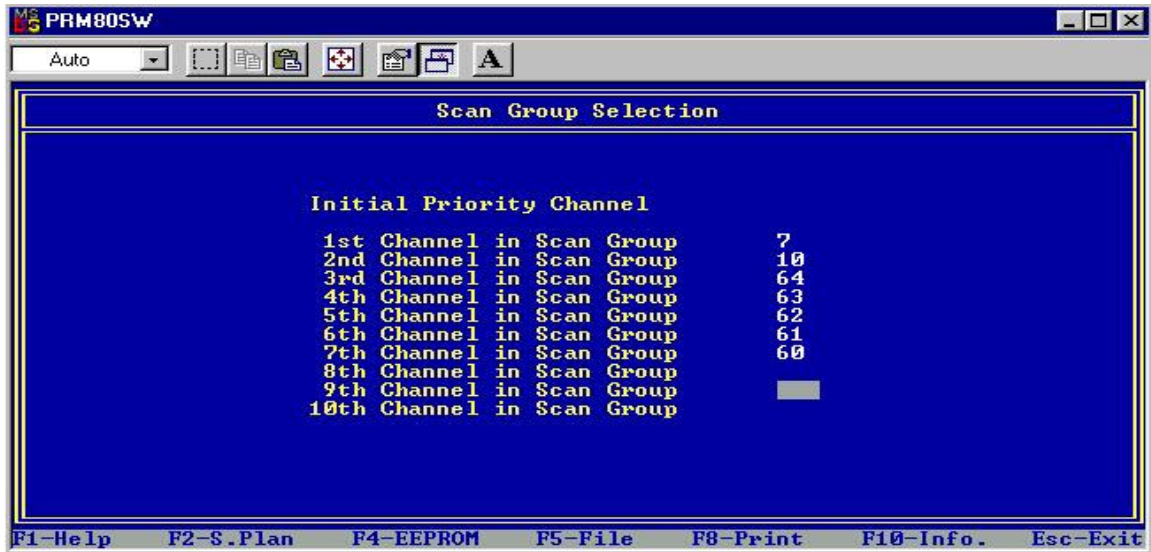 PRM80SW
Auto
A
Scan Group Selection
Initial Priority Channel
1st Channel in Scan Group 7
2nd Channel in Scan Group 10
3rd Channel in Scan Group 64
4th Channel in Scan Group 63
5th Channel in Scan Group 62
6th Channel in Scan Group 61
7th Channel in Scan Group 60
8th Channel in Scan Group
9th Channel in Scan Group
10th Channel in Scan Group
F1-Help F2-S.Plan F4-EEPROM F5-File F8-Print F10-Info. Esc-Exit